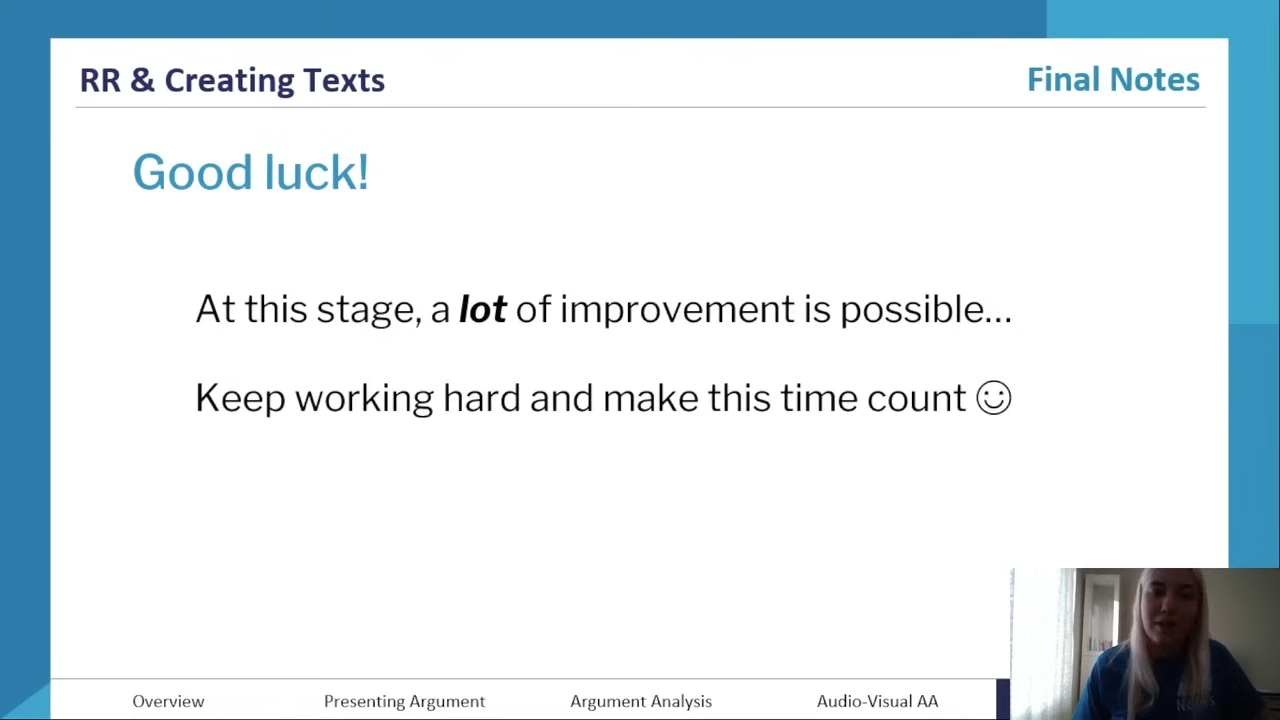 RR & Creating Texts
Final Notes
Good luck!
At this stage, a lot of improvement is possible...
Keep working hard and make this time count ☺
Overview
Presenting Argument
Argument Analysis
Audio-Visual AA